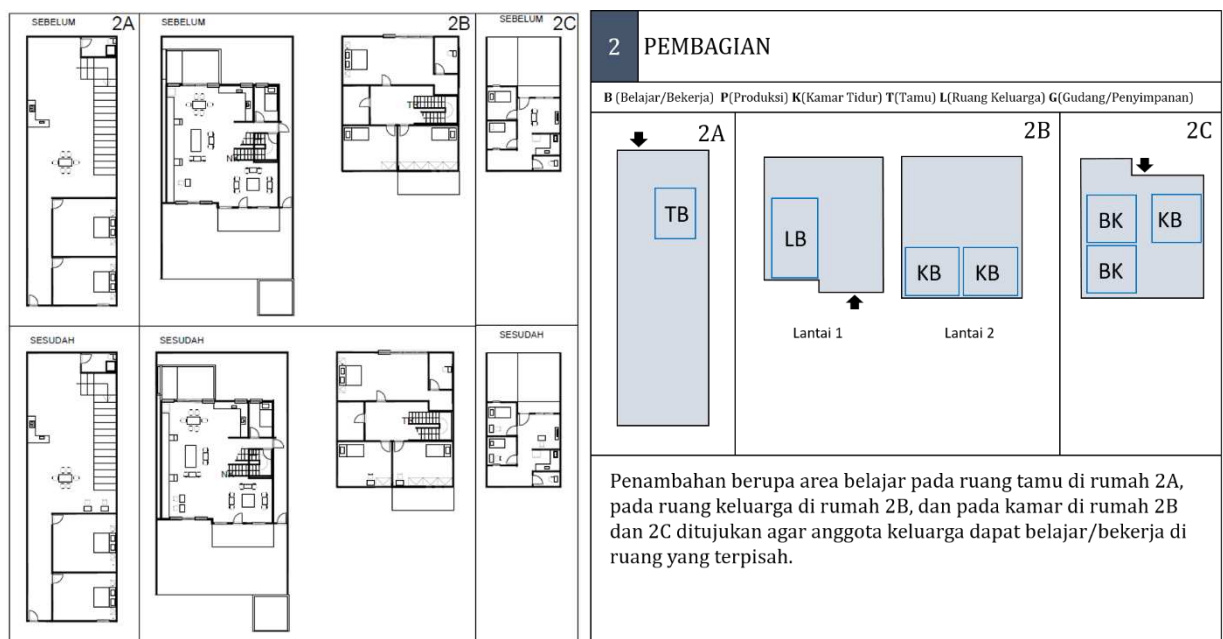 SEBELUM 2A
SEBELUM 2B
SEBELUM 2C
SESUDAH
SESUDAH
SESUDAH
2 PEMBAGIAN
B (Belajar/Bekerja) P(Produksi) K(Kamar Tidur) T(Tamu) L(Ruang Keluarga) G(Gudang/Penyimpanan)
2A
2B
2C
TB
LB
KB KB
BK KB
BK
Lantai 1 Lantai 2
Penambahan berupa area belajar pada ruang tamu di rumah 2A,
pada ruang keluarga di rumah 2B, dan pada kamar di rumah 2B
dan 2C ditujukan agar anggota keluarga dapat belajar/bekerja di
ruang yang terpisah.